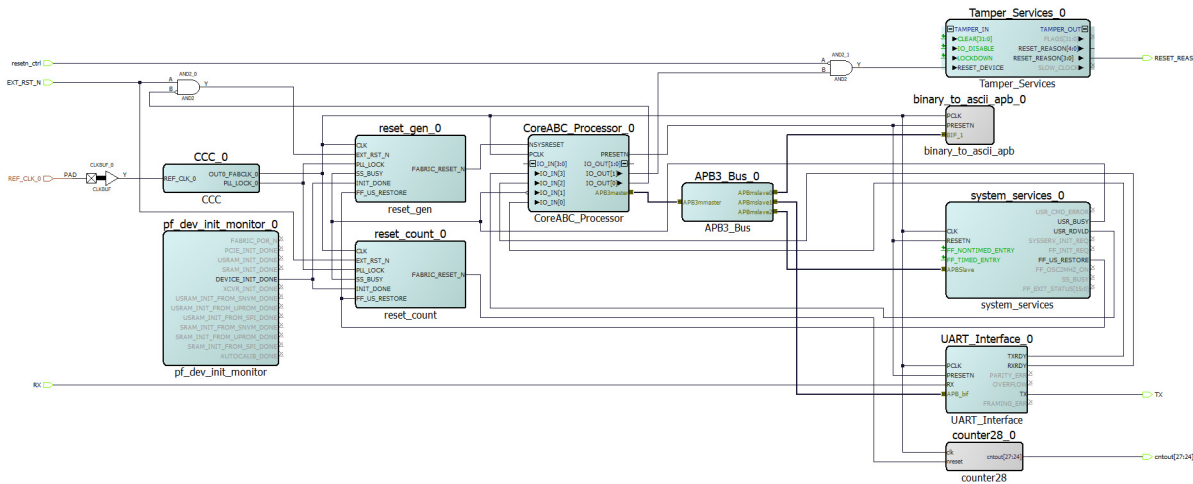 Tamper_Services_0
TAMPER_IN TAMPER_OUT
CLEAR[31:0] FLAGS[31:0]
IO_DISABLE RESET_REASON[4:0]
LOCKDOWN RESET_REASON[3:0]
RESET_DEVICE SLOW_CLOCK
Tamper_Services
RESET_REAS
resetn_ctrl
EXT_RST_N
AND2_0
A
B
Y
AND2
AND2_1
A
B
Y
AND2
binary_to_ascii_apb_0
PCLK
PRESETN
BIF_1
binary_to_ascii_apb
reset_gen_0
CLK
EXT_RST_N
PLL_LOCK
SS_BUSY
INIT_DONE
FF_US_RESTORE
FABRIC_RESET_N
reset_gen
CoreABC_Processor_0
NSYSRESET
PCLK PRESETN
IO_IN[3:0] IO_OUT[1:0]
IO_IN[3] IO_OUT[1]
IO_IN[2] IO_OUT[0]
IO_IN[1] APB3master
IO_IN[0]
CoreABC_Processor
APB3_Bus_0
APB3mmaster
APBmslave0
APBmslave1
APBmslave2
APB3_Bus
REF_CLK_0
PAD
CLKBUF_0
Y
CLKBUF
CCC_0
REF_CLK_0
OUT0_FABCLK_0
PLL_LOCK_0
CCC
system_services_0
USR_CMD_ERROR
USR_BUSY
CLK USR_RDVLD
RESETN SYSSERV_INIT_REQ
FF_NONTIMED_ENTRY FF_INIT_REQ
FF_TIMED_ENTRY FF_US_RESTORE
APBSlave FF_OSC2MHZ_ON
SS_BUSY
FF_EXIT_STATUS[15:0]
system_services
pf_dev_init_monitor_0
FABRIC_POR_N
PCIE_INIT_DONE
USRAM_INIT_DONE
SRAM_INIT_DONE
DEVICE_INIT_DONE
XCVR_INIT_DONE
USRAM_INIT_FROM_SNVM_DONE
USRAM_INIT_FROM_UPROM_DONE
USRAM_INIT_FROM_SPI_DONE
SRAM_INIT_FROM_SNVM_DONE
SRAM_INIT_FROM_UPROM_DONE
SRAM_INIT_FROM_SPI_DONE
AUTOCALIB_DONE
pf_dev_init_monitor
reset_count_0
CLK
EXT_RST_N
PLL_LOCK
SS_BUSY
INIT_DONE
FF_US_RESTORE
FABRIC_RESET_N
reset_count
UART_Interface_0
TXRDY
PCLK RXRDY
PRESETN PARITY_ERR
RX OVERFLOW
APB_bif TX
FRAMING_ERR
UART_Interface
RX
TX
counter28_0
clk
nreset
cntout[27:24]
counter28
cntout[27:24]